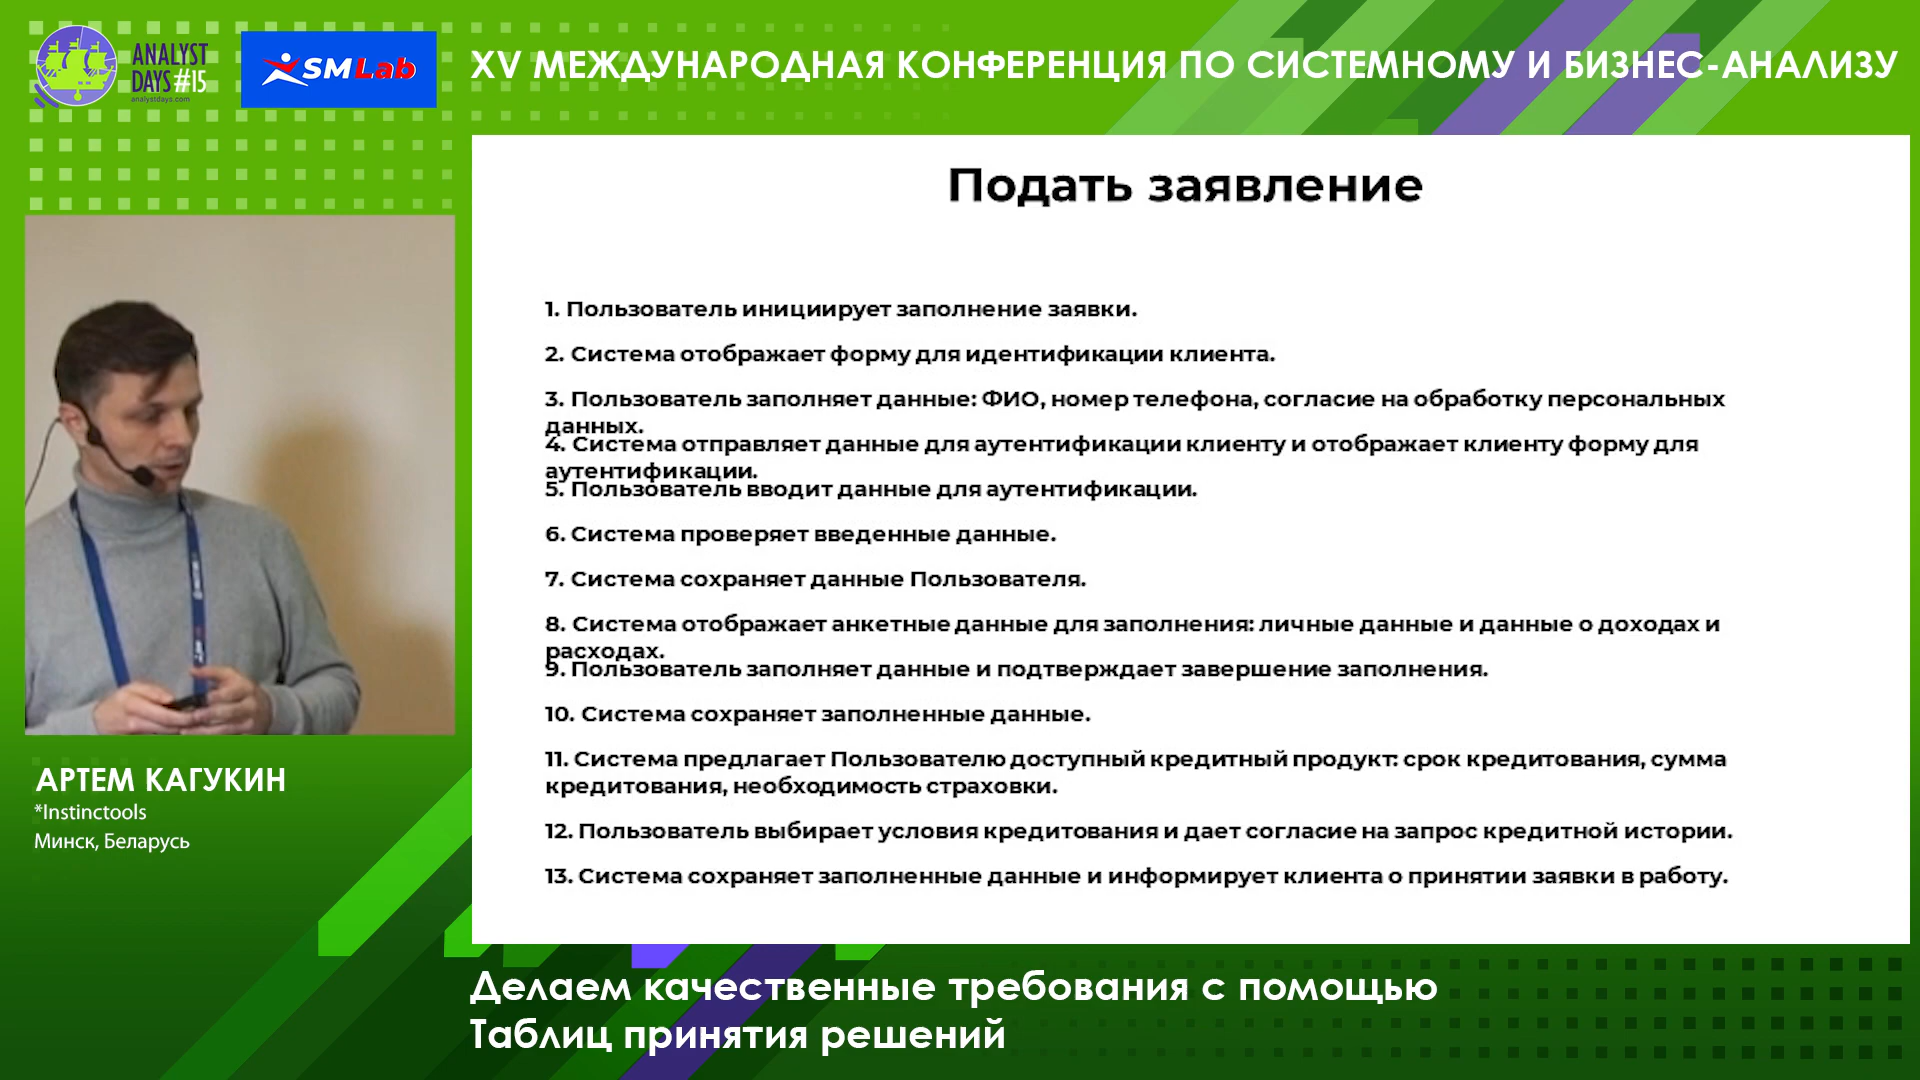 ANALYST
DAYS#15
analystdays.com
SMLab
XV МЕЖДУНАРОДНАЯ КОНФЕРЕНЦИЯ ПО СИСТЕМНОМУ И БИЗНЕС-АНАЛИЗУ
Подать заявление
1. Пользователь инициирует заполнение заявки.
2. Система отображает форму для идентификации клиента.
3. Пользователь заполняет данные: ФИО, номер телефона, согласие на обработку персональных
данных.
4. Система отправляет данные для аутентификации клиенту и отображает клиенту форму для
аутентификации.
5. Пользователь вводит данные для аутентификации.
6. Система проверяет введенные данные.
7. Система сохраняет данные Пользователя.
8. Система отображает анкетные данные для заполнения: личные данные и данные о доходах и
расходах.
9. Пользователь заполняет данные и подтверждает завершение заполнения.
10. Система сохраняет заполненные данные.
11. Система предлагает Пользователю доступный кредитный продукт: срок кредитования, сумма
кредитования, необходимость страховки.
12. Пользователь выбирает условия кредитования и дает согласие на запрос кредитной истории.
13. Система сохраняет заполненные данные и информирует клиента о принятии заявки в работу.
АРТЕМ КАГУКИН
*Instinctools
Минск, Беларусь
Делаем качественные требования с помощью
Таблиц принятия решений